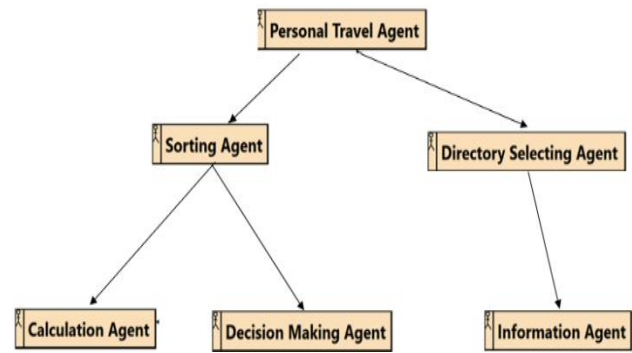 Personal Travel Agent
Sorting Agent
Directory Selecting Agent
Calculation Agent
Decision Making Agent
Information Agent